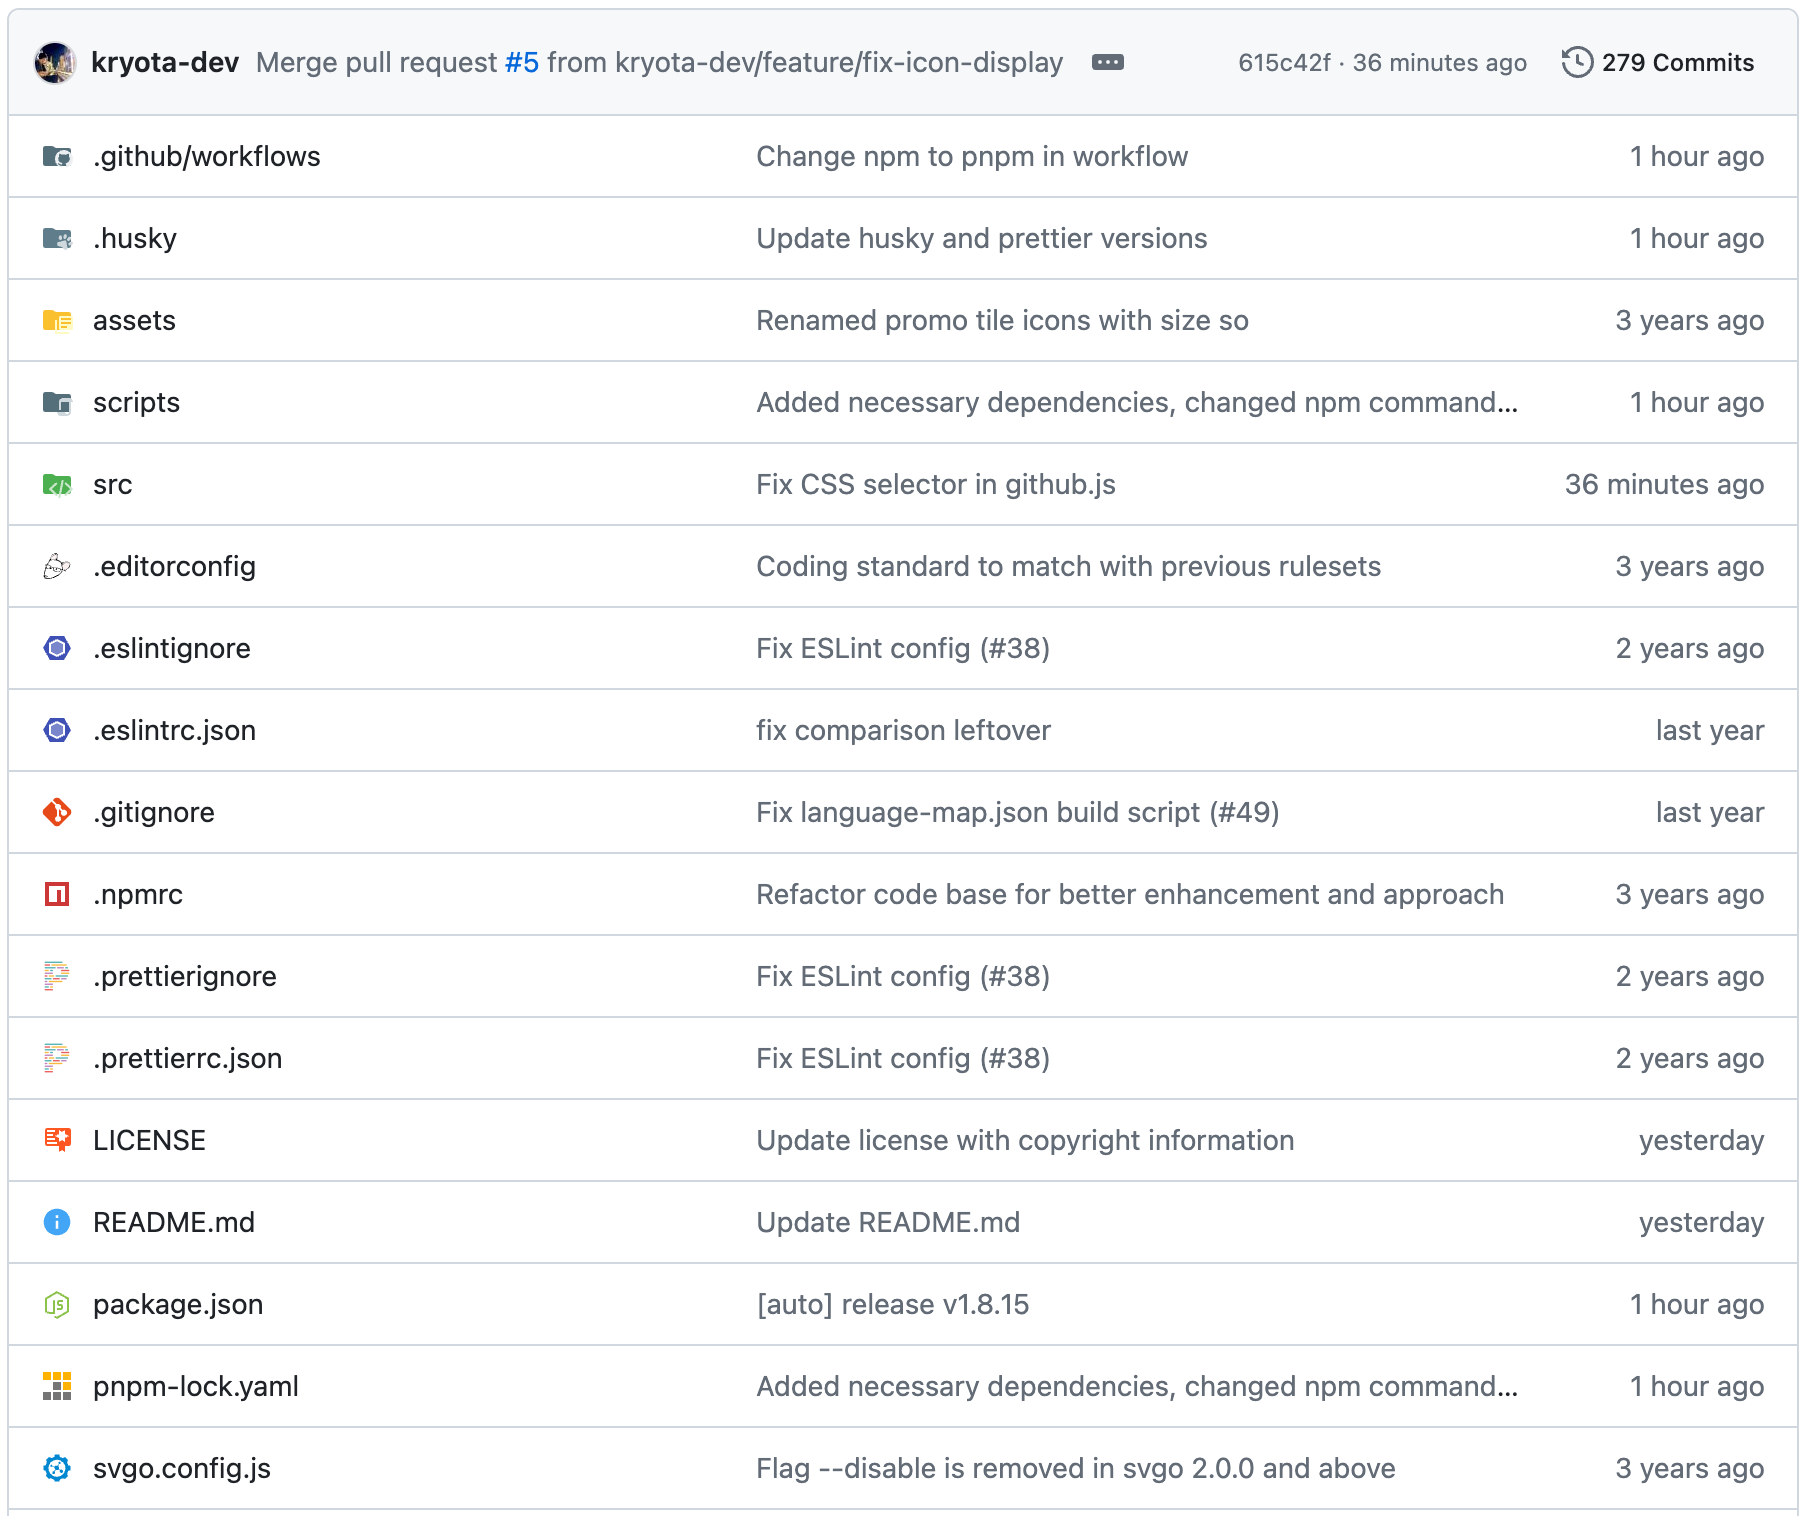 kryota-dev Merge pull request #5 from kryota-dev/feature/fix-icon-display 615c42f · 36 minutes ago 279 Commits
.github/workflows Change npm to pnpm in workflow 1 hour ago
.husky Update husky and prettier versions 1 hour ago
assets Renamed promo tile icons with size so 3 years ago
scripts Added necessary dependencies, changed npm command... 1 hour ago
src Fix CSS selector in github.js 36 minutes ago
.editorconfig Coding standard to match with previous rulesets 3 years ago
.eslintignore Fix ESLint config (#38) 2 years ago
.eslintrc.json fix comparison leftover last year
.gitignore Fix language-map.json build script (#49) last year
.npmrc Refactor code base for better enhancement and approach 3 years ago
.prettierignore Fix ESLint config (#38) 2 years ago
.prettierrc.json Fix ESLint config (#38) 2 years ago
LICENSE Update license with copyright information yesterday
README.md Update README.md yesterday
package.json [auto] release v1.8.15 1 hour ago
pnpm-lock.yaml Added necessary dependencies, changed npm command... 1 hour ago
svgo.config.js Flag --disable is removed in svgo 2.0.0 and above 3 years ago